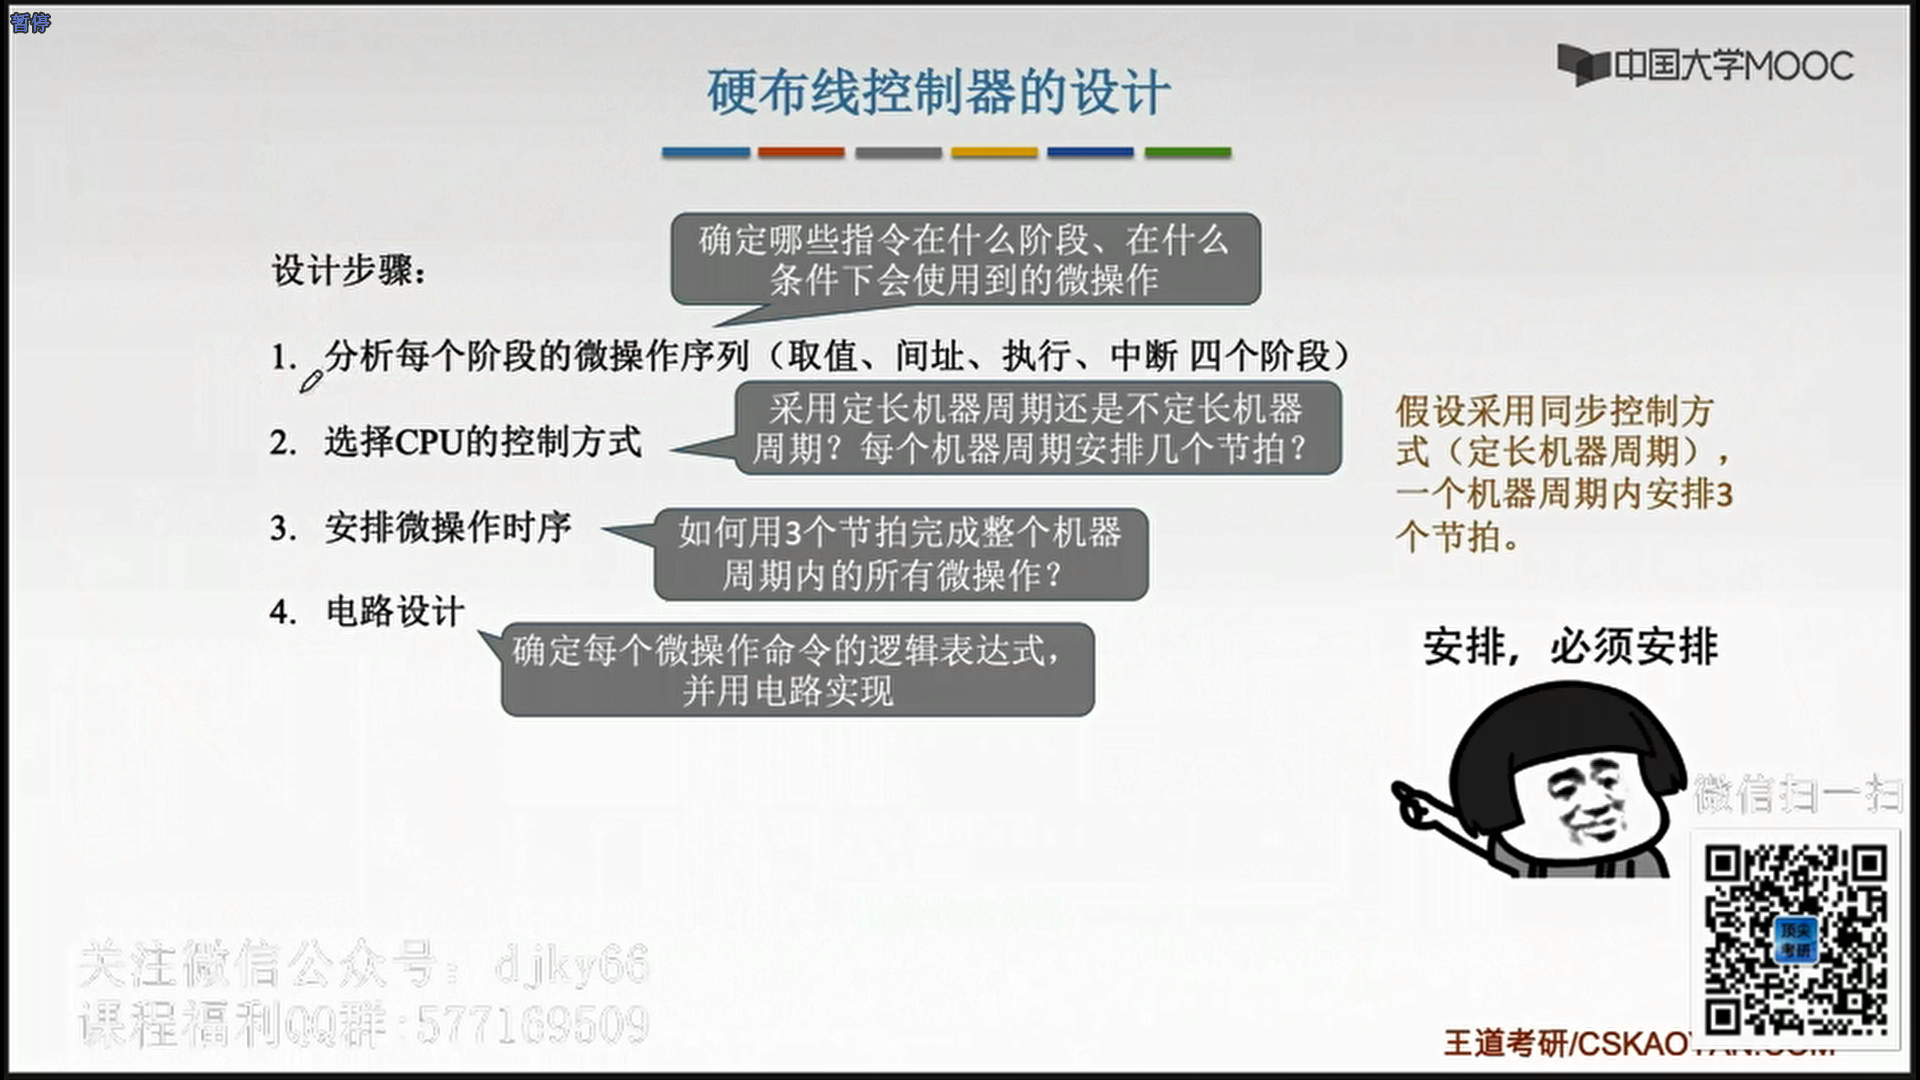 暂停
中国大学MOOC
硬布线控制器的设计
确定哪些指令在什么阶段、在什么
条件下会使用到的微操作
设计步骤：
1. 分析每个阶段的微操作序列（取值、间址、执行、中断 四个阶段）
采用定长机器周期还是不定长机器
周期？每个机器周期安排几个节拍？
2. 选择CPU的控制方式
假设采用同步控制方
式（定长机器周期），
一个机器周期内安排3
个节拍。
3. 安排微操作时序
如何用3个节拍完成整个机器
周期内的所有微操作？
4. 电路设计
确定每个微操作命令的逻辑表达式，
并用电路实现
安排，必须安排
微信扫一扫
顶尖
考研
关注微信公众号：djky66
课程福利QQ群:577169509
王道考研/CSKAOYAN.COM